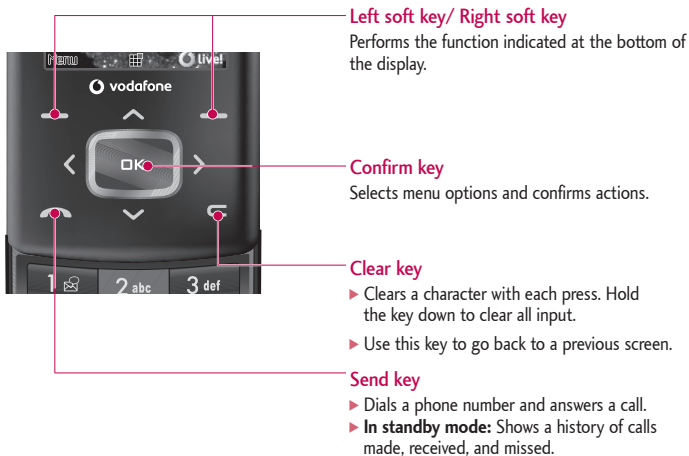 Left soft key/ Right soft key
Performs the function indicated at the bottom of
the display.
Menu
live!
vodafone
OK
Confirm key
Selects menu options and confirms actions.
Clear key
▶ Clears a character with each press. Hold
the key down to clear all input.
▶ Use this key to go back to a previous screen.
1
2 abc
3 def
Send key
▶ Dials a phone number and answers a call.
▶ In standby mode: Shows a history of calls
made, received, and missed.